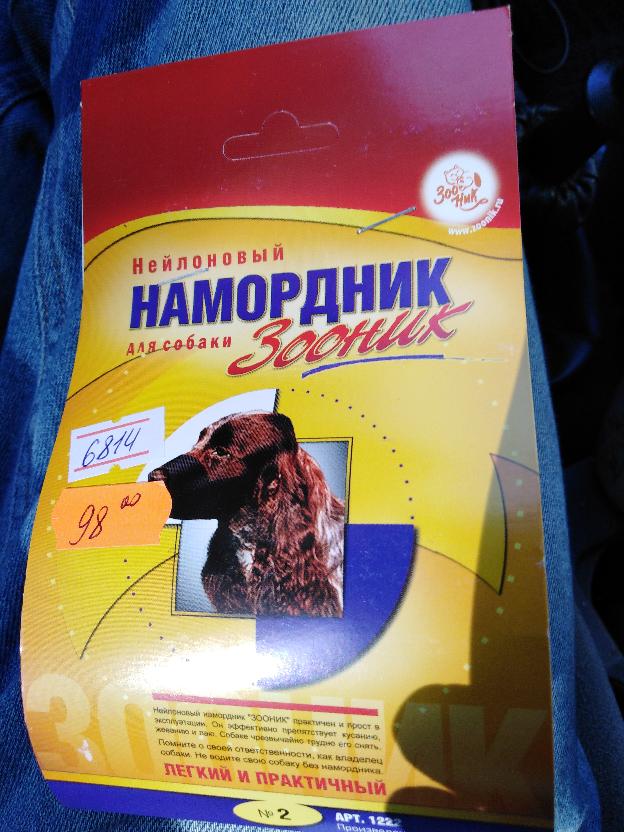 Зоо
Ник
www.zoonik.ru
Нейлоновый
НАМОРДНИК
для собаки
Зооник
6814
98 00
Нейлоновый намордник "ЗООНИК" практичен и прост в
эксплуатации. Он эффективно препятствует кусанию,
жеванию и лаю. Собаке чрезвычайно трудно его снять.
Помните о своей ответственности, как владелец
собаки. Не водите свою собаку без намордника.
ЛЕГКИЙ И ПРАКТИЧНЫЙ
№ 2
АРТ. 1222